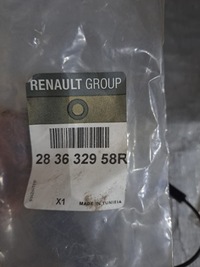 RENAULT GROUP
28 36 329 58R
X1 MADE IN TUNISIA